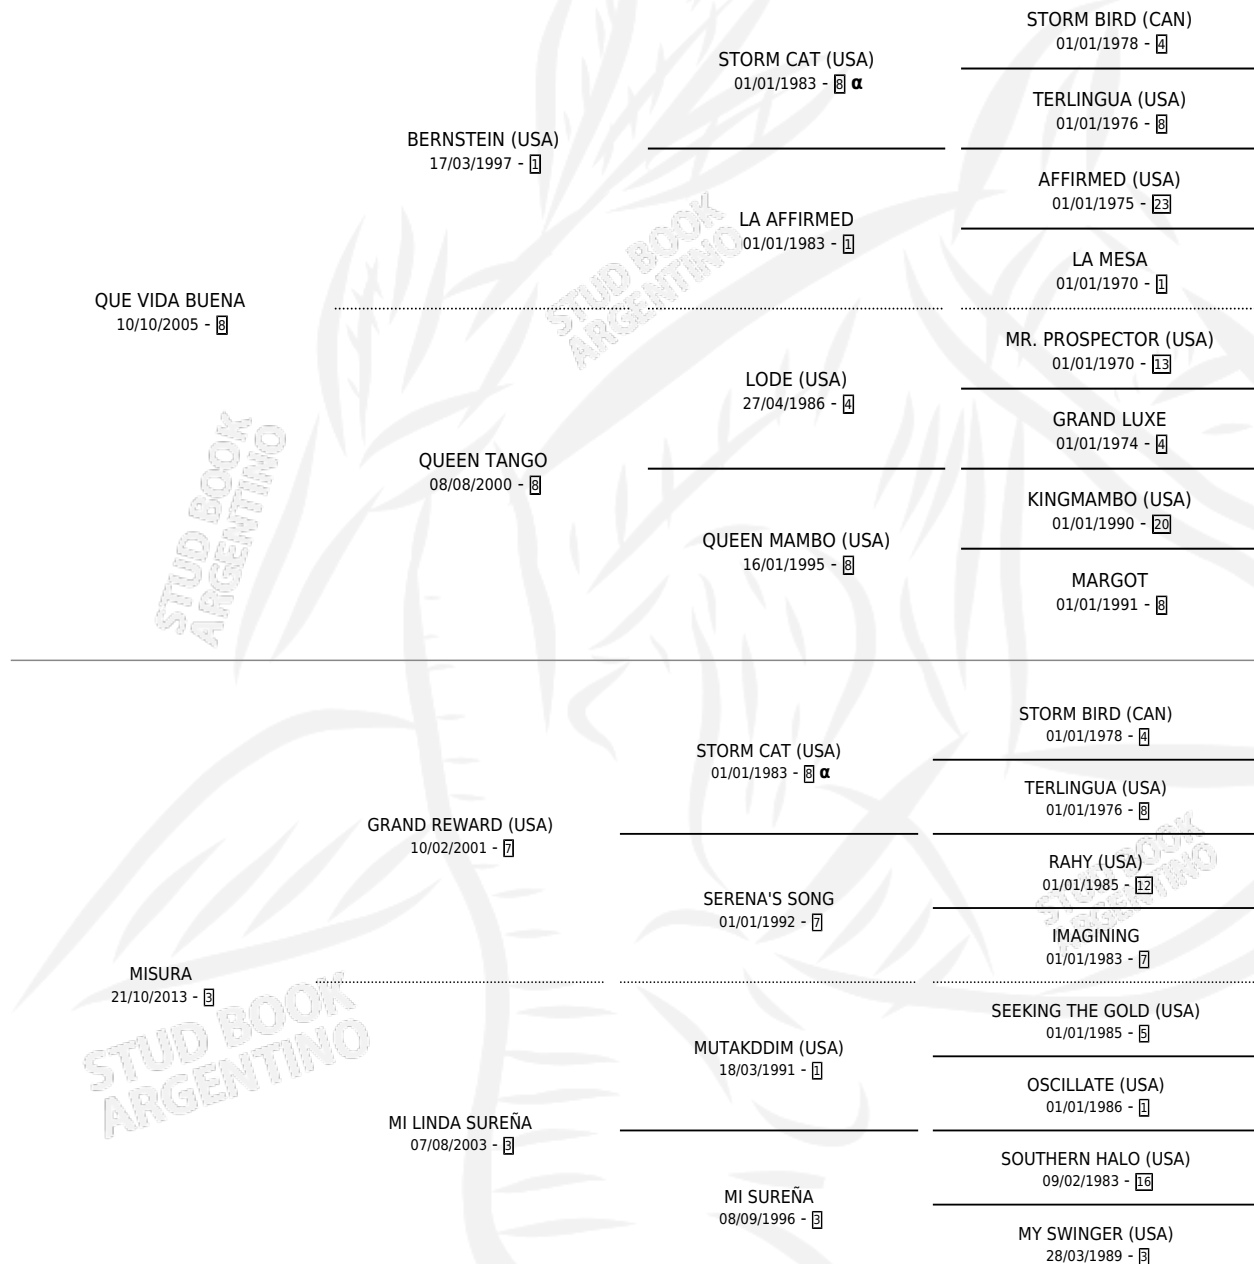 STORM BIRD (CAN)
01/01/1978 - 4
STORM CAT (USA)
01/01/1983 - 8 α
TERLINGUA (USA)
01/01/1976 - 8
BERNSTEIN (USA)
17/03/1997 - 1
AFFIRMED (USA)
01/01/1975 - 23
LA AFFIRMED
01/01/1983 - 1
LA MESA
01/01/1970 - 1
QUE VIDA BUENA
10/10/2005 - 8
MR. PROSPECTOR (USA)
01/01/1970 - 13
LODE (USA)
27/04/1986 - 4
GRAND LUXE
01/01/1974 - 4
QUEEN TANGO
08/08/2000 - 8
KINGMAMBO (USA)
01/01/1990 - 20
QUEEN MAMBO (USA)
16/01/1995 - 8
MARGOT
01/01/1991 - 8
STORM BIRD (CAN)
01/01/1978 - 4
STORM CAT (USA)
01/01/1983 - 8 α
TERLINGUA (USA)
01/01/1976 - 8
GRAND REWARD (USA)
10/02/2001 - 7
RAHY (USA)
01/01/1985 - 12
SERENA'S SONG
01/01/1992 - 7
IMAGINING
01/01/1983 - 7
MISURA
21/10/2013 - 3
SEEKING THE GOLD (USA)
01/01/1985 - 5
MUTAKDDIM (USA)
18/03/1991 - 1
OSCILLATE (USA)
01/01/1986 - 1
MI LINDA SUREÑA
07/08/2003 - 3
SOUTHERN HALO (USA)
09/02/1983 - 16
MI SUREÑA
08/09/1996 - 3
MY SWINGER (USA)
28/03/1989 - 3
STUD BOOK
ARGENTINO
STUD BOOK
ARGENTINO
STUD BOOK
ARGENTINO
STUD BOOK
ARGENTINO